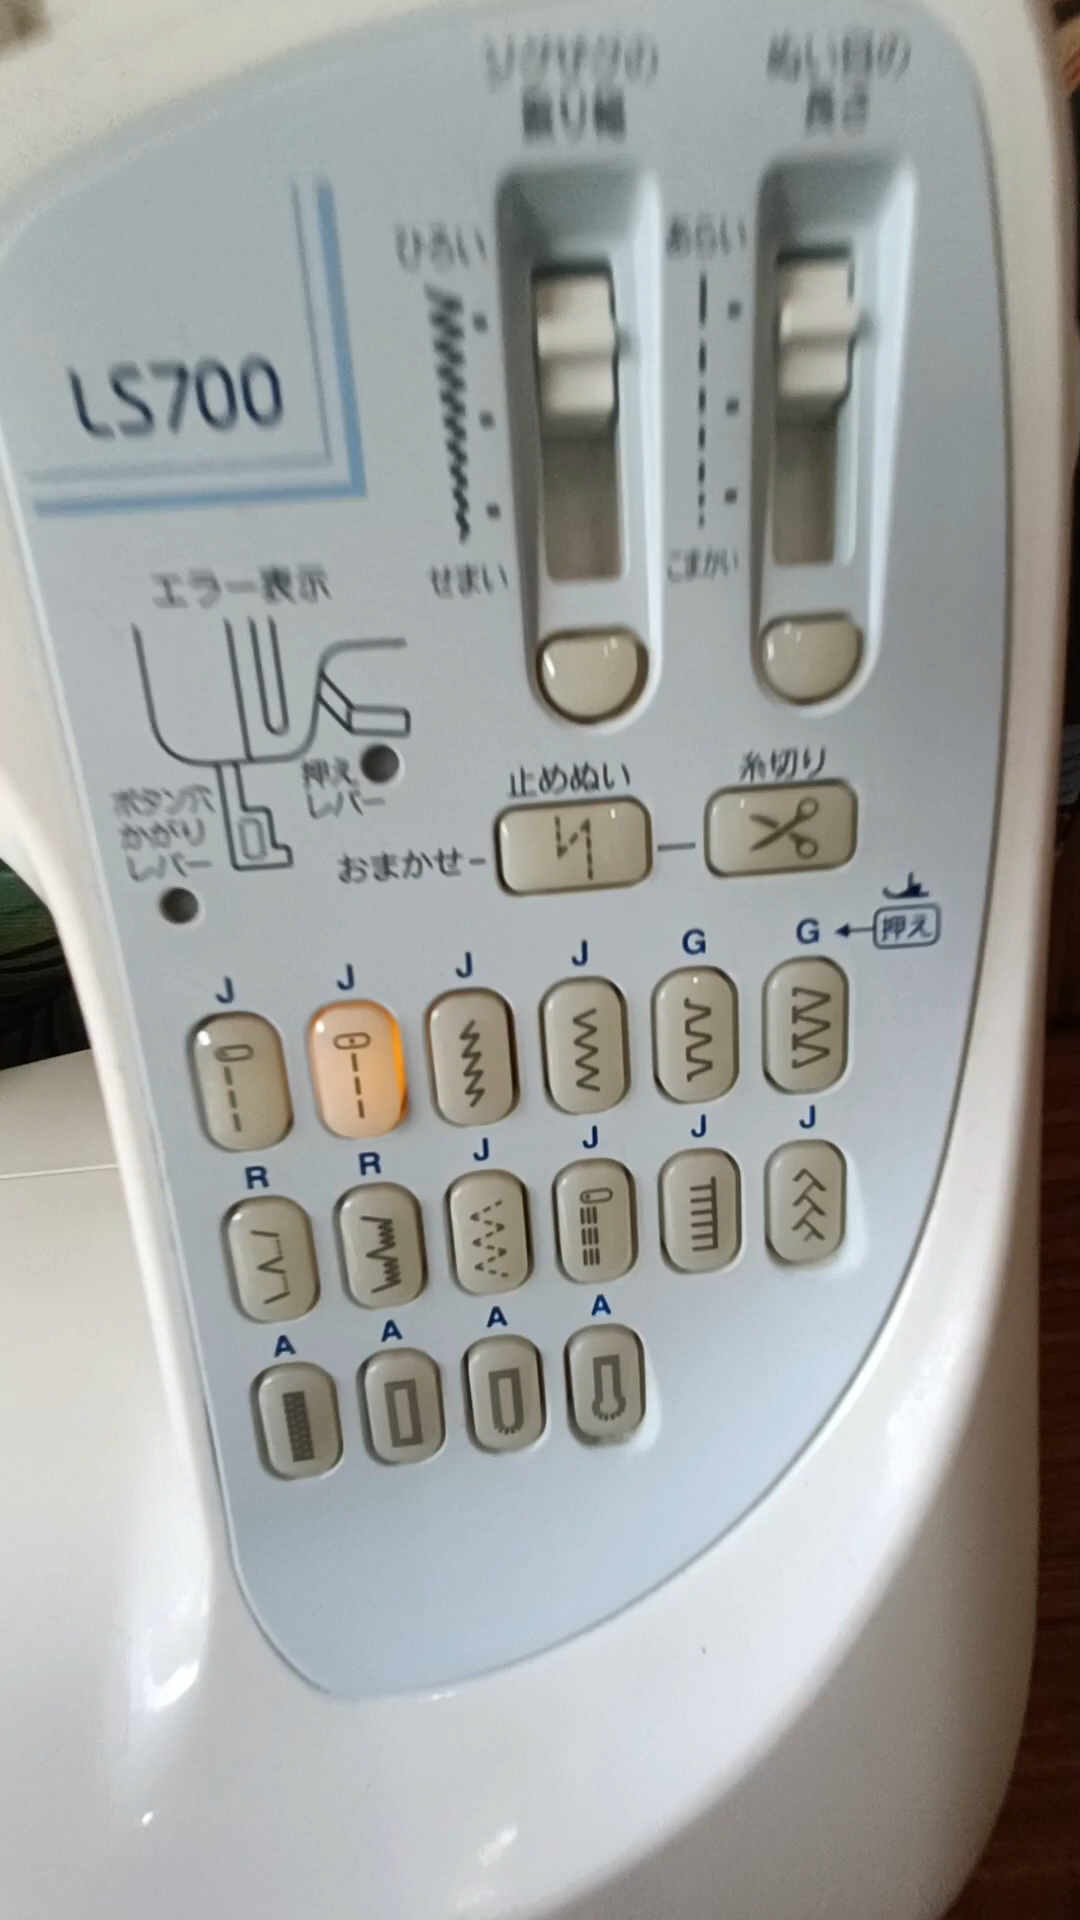 ジグザグの
振り幅
ぬい目の
長さ
ひろい
あらい
LS700
せまい
こまかい
エラー表示
押え
レバー
ボタン穴
かがり
レバー
止めぬい
糸切り
おまかせ
押え
J J J J G G
R R J J J J
A A A A